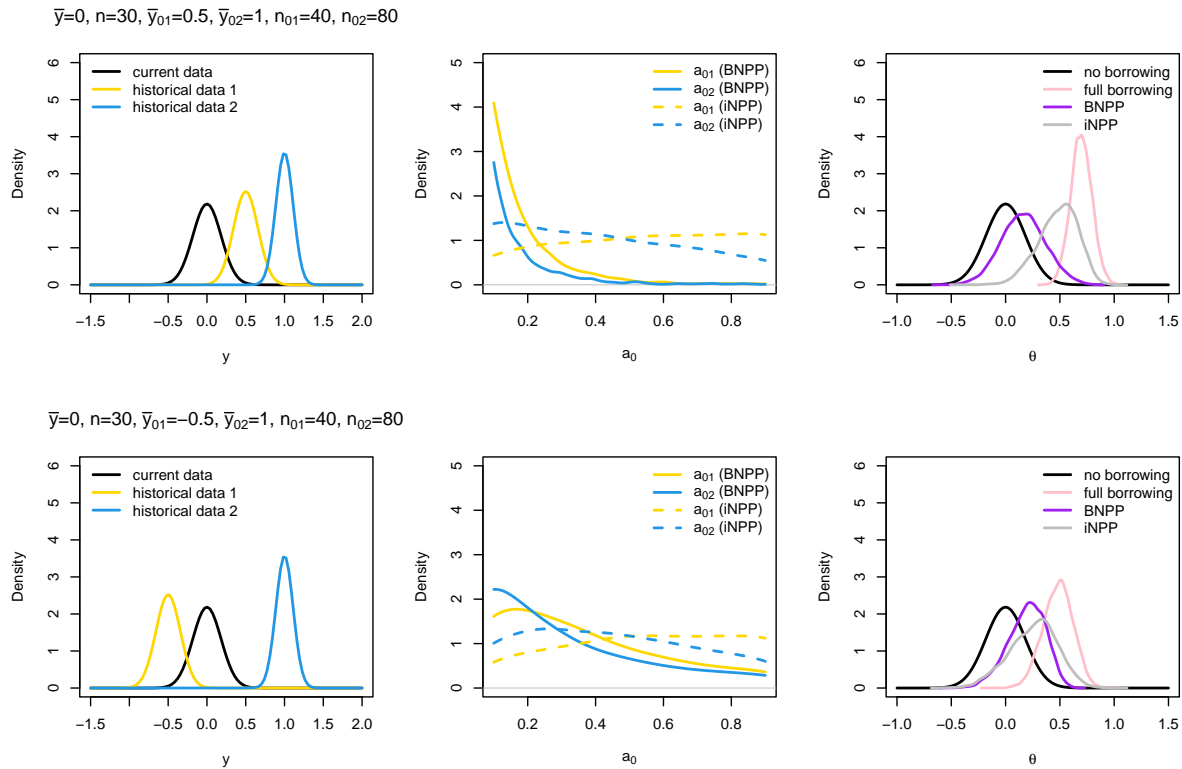 ȳ=0, n=30, ȳ₀₁=0.5, ȳ₀₂=1, n₀₁=40, n₀₂=80
current data
historical data 1
historical data 2
Density
0 1 2 3 4 5 6
−1.5 −0.5 0.0 0.5 1.0 1.5 2.0
y
a₀₁ (BNPP)
a₀₂ (BNPP)
a₀₁ (iNPP)
a₀₂ (iNPP)
Density
0 1 2 3 4 5
0.2 0.4 0.6 0.8
a₀
no borrowing
full borrowing
BNPP
iNPP
Density
0 1 2 3 4 5 6
−1.0 −0.5 0.0 0.5 1.0 1.5
θ
ȳ=0, n=30, ȳ₀₁=−0.5, ȳ₀₂=1, n₀₁=40, n₀₂=80
current data
historical data 1
historical data 2
Density
0 1 2 3 4 5 6
−1.5 −0.5 0.0 0.5 1.0 1.5 2.0
y
a₀₁ (BNPP)
a₀₂ (BNPP)
a₀₁ (iNPP)
a₀₂ (iNPP)
Density
0 1 2 3 4 5
0.2 0.4 0.6 0.8
a₀
no borrowing
full borrowing
BNPP
iNPP
Density
0 1 2 3 4 5 6
−1.0 −0.5 0.0 0.5 1.0 1.5
θ